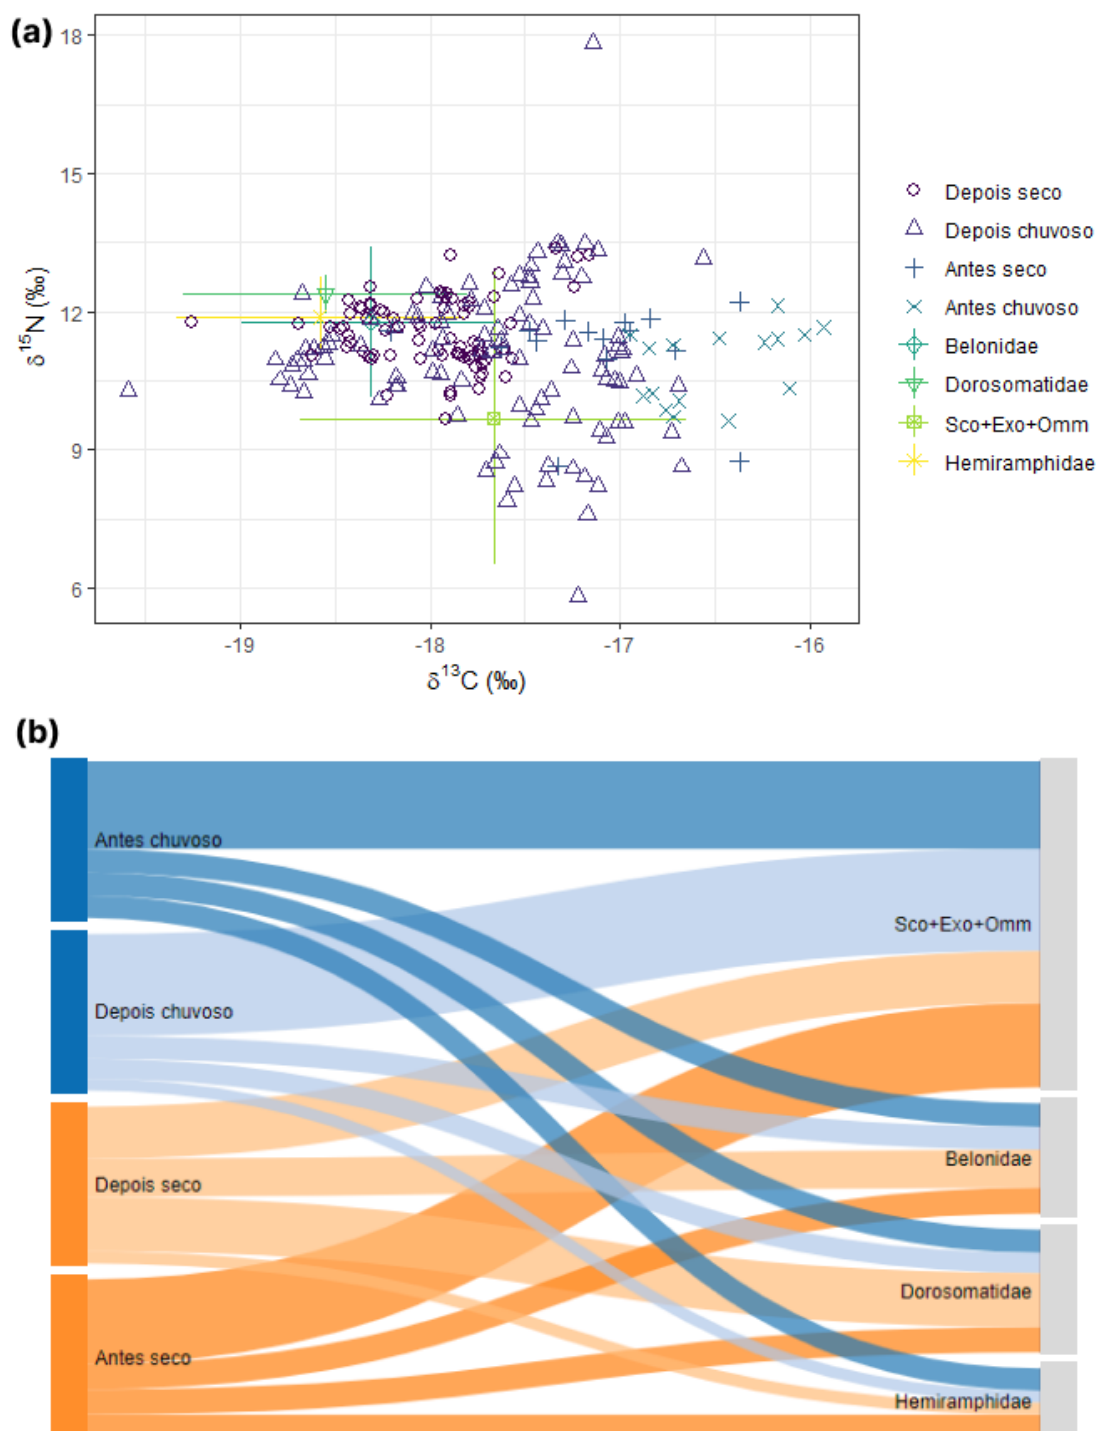 (a)
18
15
12
9
6
δ15N (‰)
-19
-18
-17
-16
δ13C (‰)
Depois seco
Depois chuvoso
Antes seco
Antes chuvoso
Belonidae
Dorosomatidae
Sco+Exo+Omm
Hemiramphidae
(b)
Antes chuvoso
Sco+Exo+Omm
Depois chuvoso
Belonidae
Depois seco
Dorosomatidae
Antes seco
Hemiramphidae